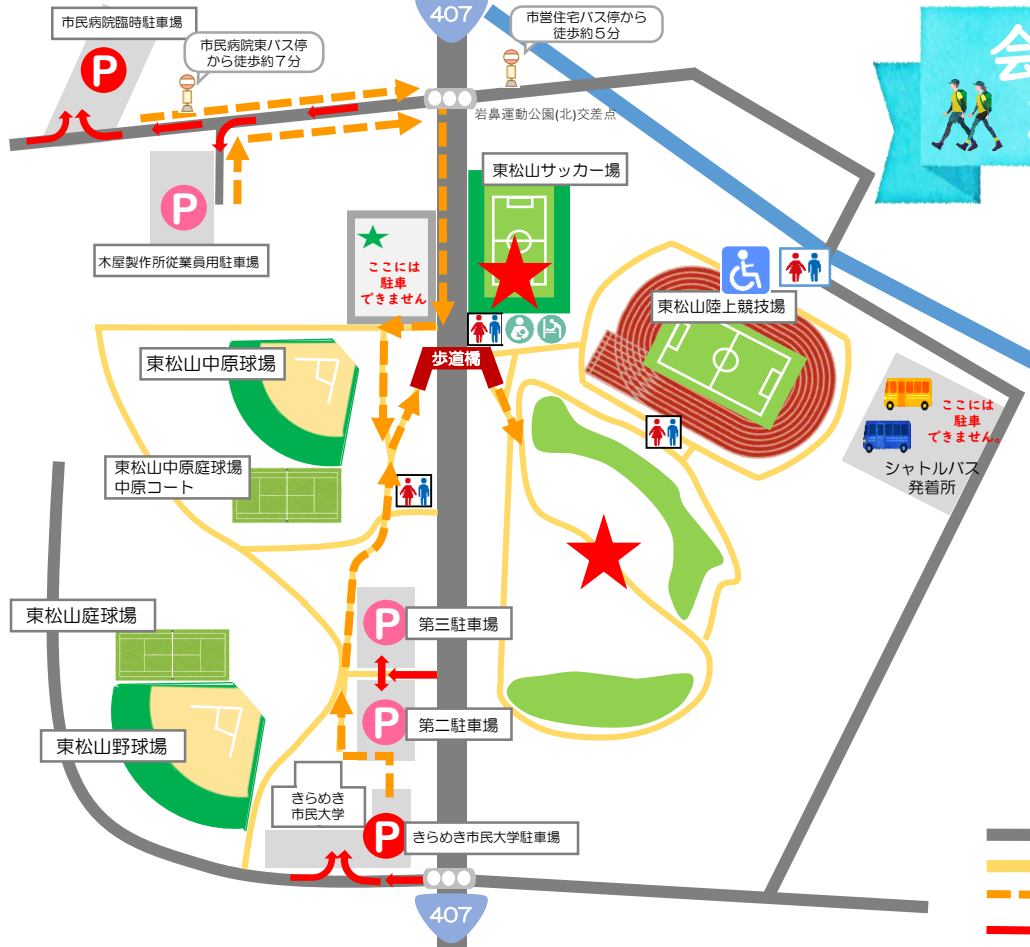 407
市民病院臨時駐車場
P
市民病院東バス停
から徒歩約7分
市営住宅バス停から
徒歩約5分
会
岩鼻運動公園(北)交差点
東松山サッカー場
P
木屋製作所従業員用駐車場
ここには
駐車
できません
東松山陸上競技場
歩道橋
東松山中原球場
ここには
駐車
できません。
シャトルバス
発着所
東松山中原庭球場
中原コート
東松山庭球場
P
第三駐車場
P
第二駐車場
東松山野球場
きらめき
市民大学
P
きらめき市民大学駐車場
407